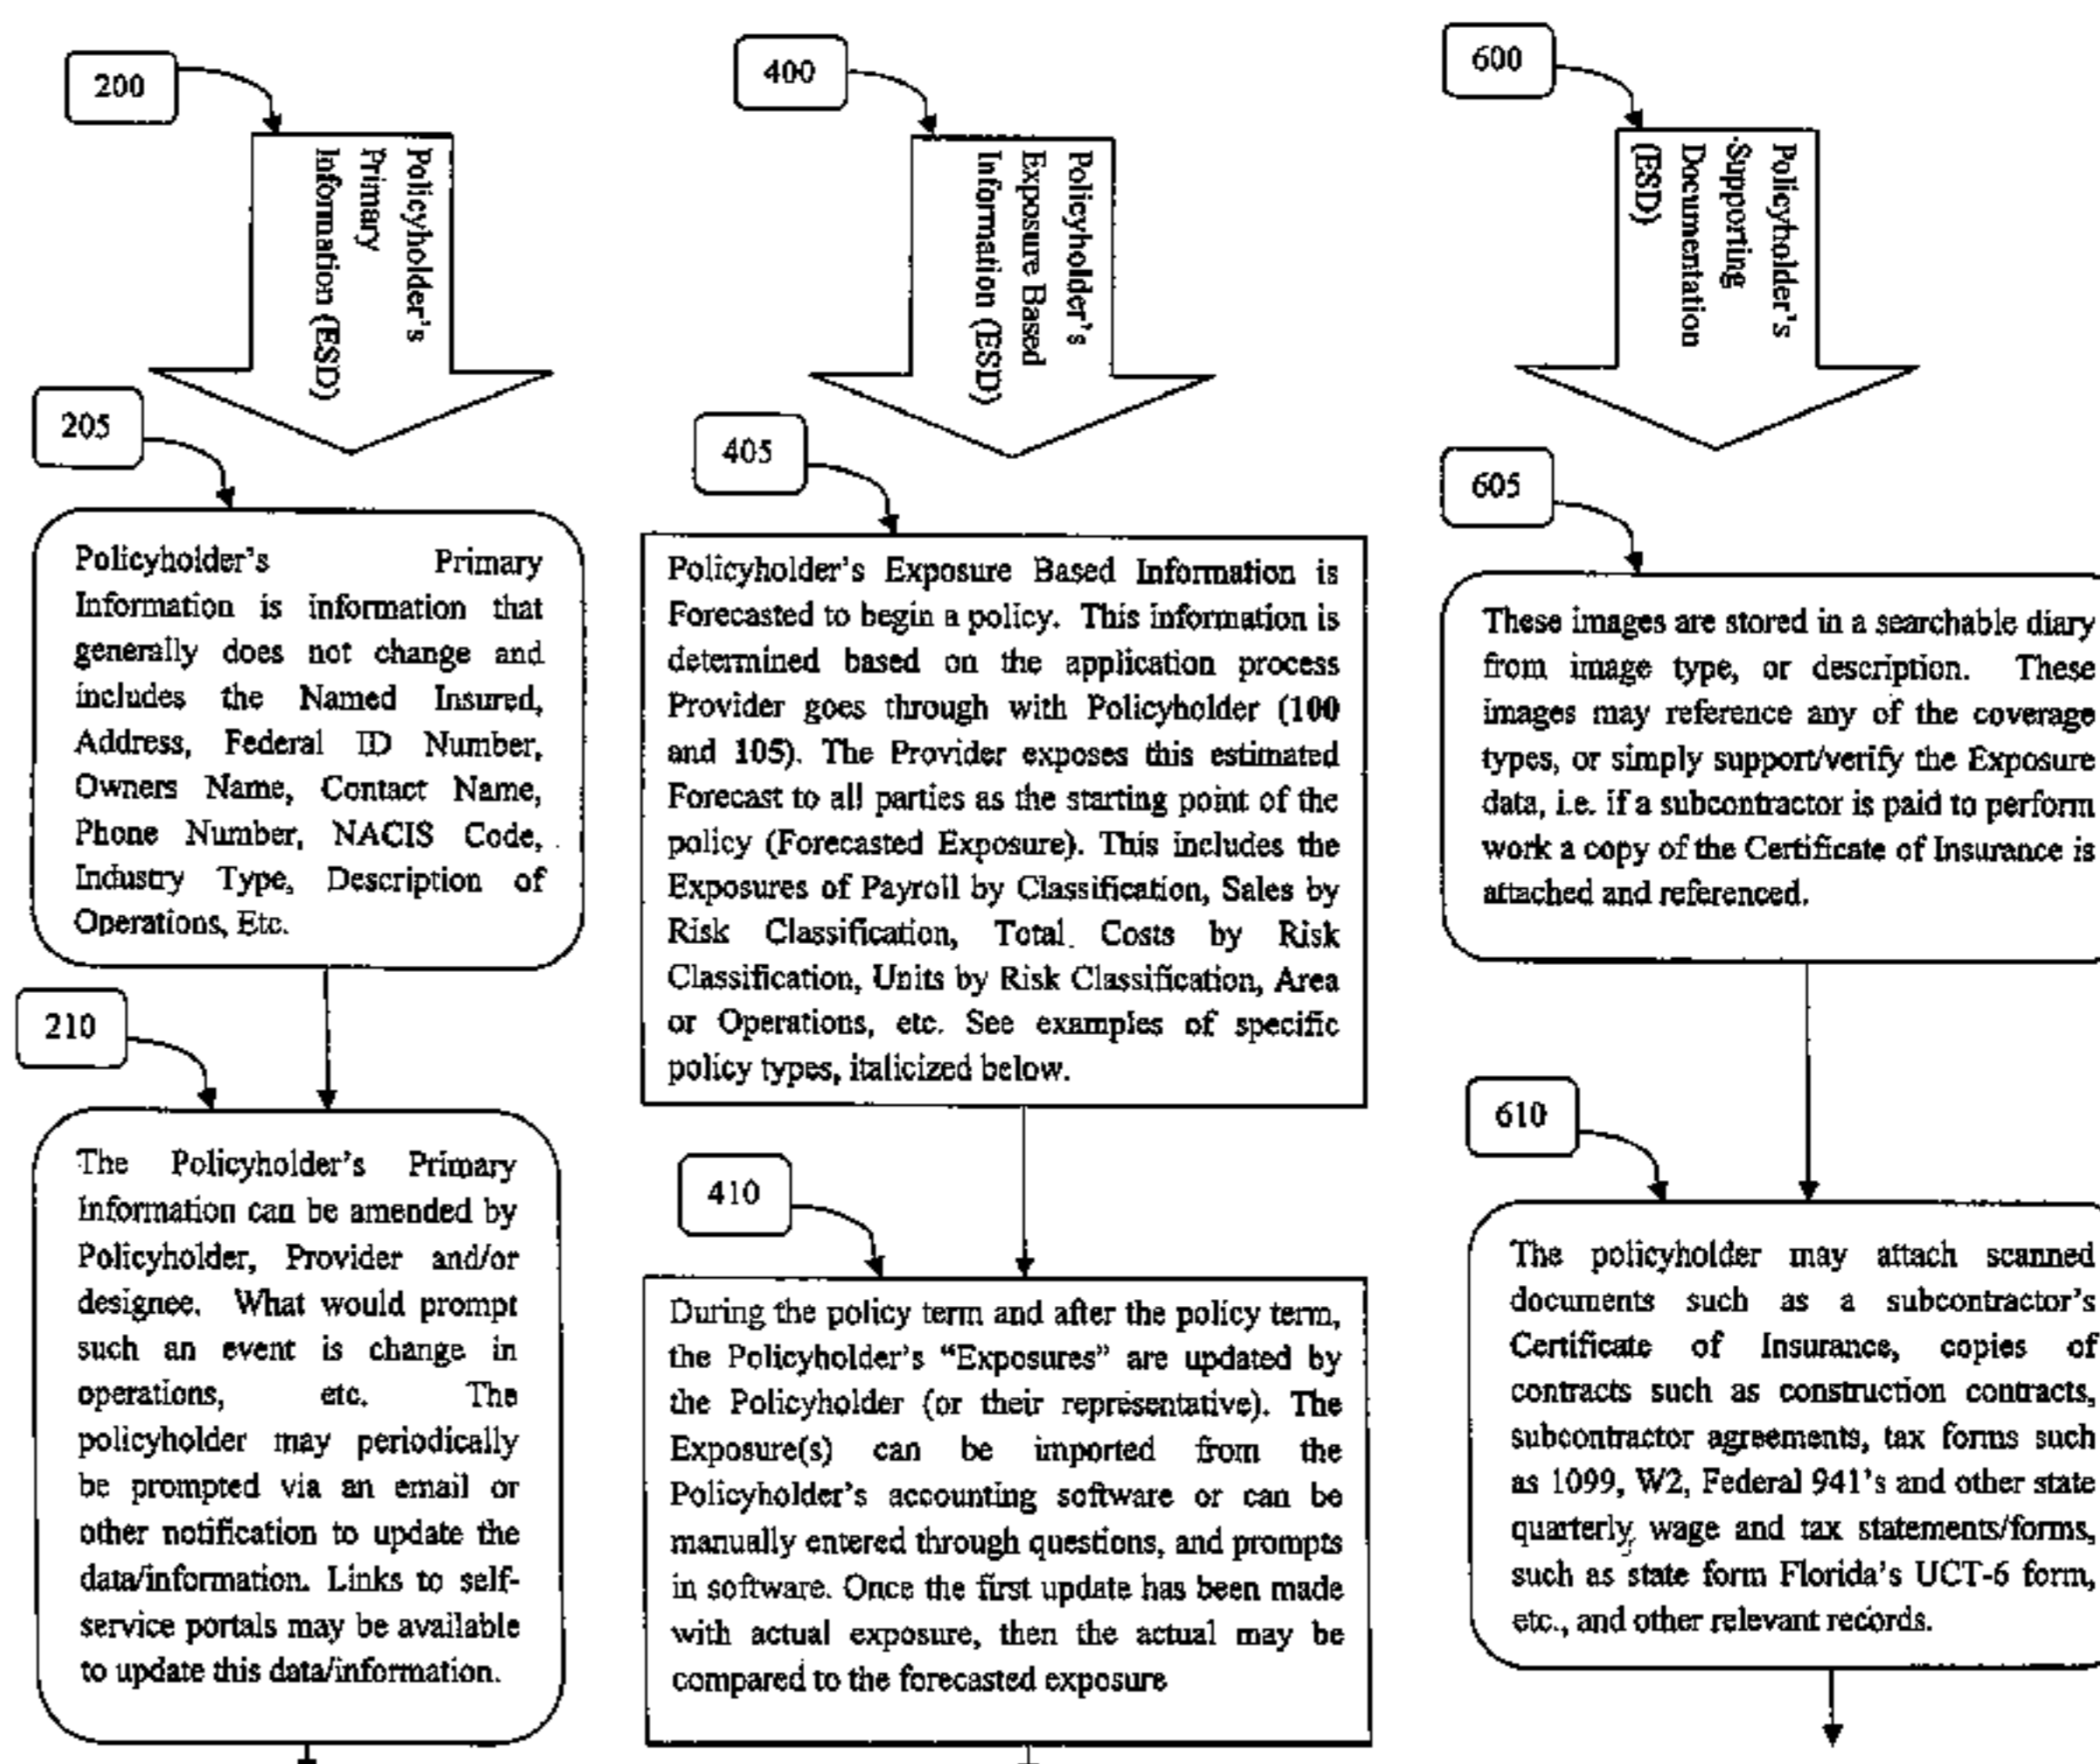 200
Policyholder's
Primary
Information (ESD)
205
Policyholder's Primary
Information is information that
generally does not change and
includes the Named Insured,
Address, Federal ID Number,
Owners Name, Contact Name,
Phone Number, NACIS Code,
Industry Type, Description of
Operations, Etc.
210
The Policyholder's Primary
Information can be amended by
Policyholder, Provider and/or
designee. What would prompt
such an event is change in
operations, etc. The
policyholder may periodically
be prompted via an email or
other notification to update the
data/information. Links to self-
service portals may be available
to update this data/information.
400
Policyholder's
Exposure Based
Information (ESD)
405
Policyholder's Exposure Based Information is
Forecasted to begin a policy. This information is
determined based on the application process
Provider goes through with Policyholder (100
and 105). The Provider exposes this estimated
Forecast to all parties as the starting point of the
policy (Forecasted Exposure). This includes the
Exposures of Payroll by Classification, Sales by
Risk Classification, Total Costs by Risk
Classification, Units by Risk Classification, Area
or Operations, etc. See examples of specific
policy types, italicized below.
410
During the policy term and after the policy term,
the Policyholder's “Exposures” are updated by
the Policyholder (or their representative). The
Exposure(s) can be imported from the
Policyholder's accounting software or can be
manually entered through questions, and prompts
in software. Once the first update has been made
with actual exposure, then the actual may be
compared to the forecasted exposure
600
Policyholder's
Supporting
Documentation
(ESD)
605
These images are stored in a searchable diary
from image type, or description. These
images may reference any of the coverage
types, or simply support/verify the Exposure
data, i.e. if a subcontractor is paid to perform
work a copy of the Certificate of Insurance is
attached and referenced.
610
The policyholder may attach scanned
documents such as a subcontractor's
Certificate of Insurance, copies of
contracts such as construction contracts,
subcontractor agreements, tax forms such
as 1099, W2, Federal 941's and other state
quarterly wage and tax statements/forms,
such as state form Florida's UCT-6 form,
etc., and other relevant records.